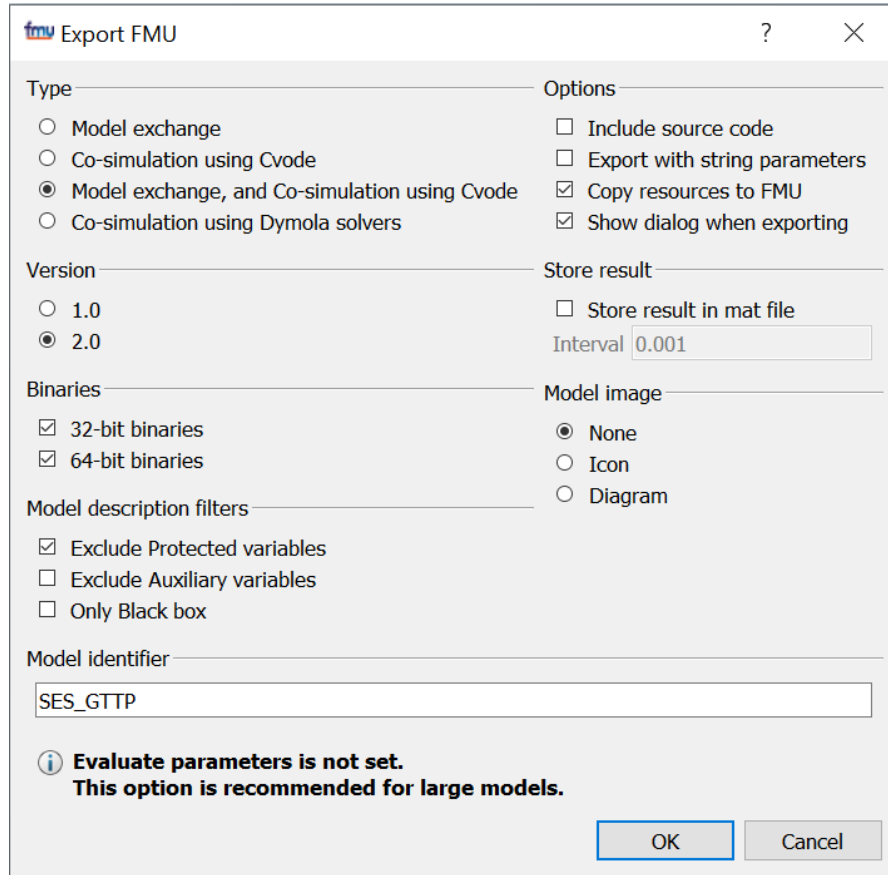 fmu Export FMU ?
Type
Model exchange
Co-simulation using Cvode
Model exchange, and Co-simulation using Cvode
Co-simulation using Dymola solvers
Version
1.0
2.0
Binaries
32-bit binaries
64-bit binaries
Model description filters
Exclude Protected variables
Exclude Auxiliary variables
Only Black box
Options
Include source code
Export with string parameters
Copy resources to FMU
Show dialog when exporting
Store result
Store result in mat file
Interval 0.001
Model image
None
Icon
Diagram
Model identifier
SES_GTTP
Evaluate parameters is not set.
This option is recommended for large models.
OK Cancel